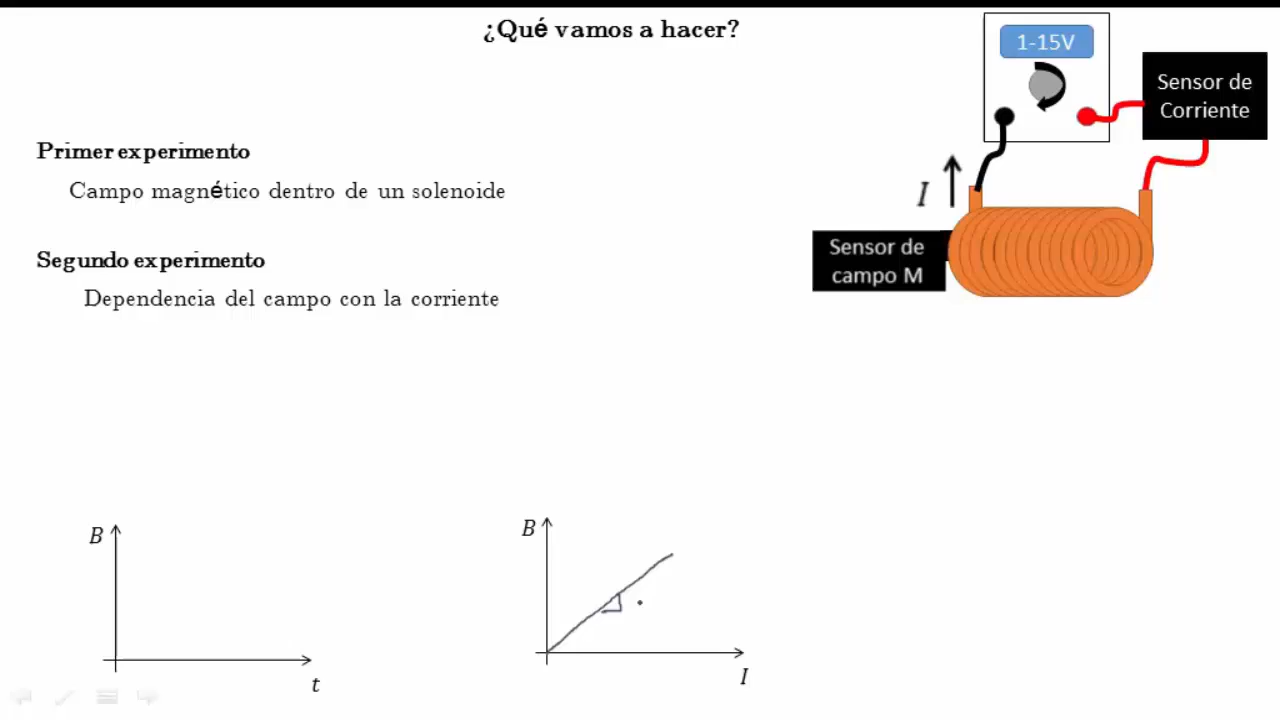 ¿Qué vamos a hacer?
1-15V
Sensor de
Corriente
Primer experimento
Campo magnético dentro de un solenoide
I
Sensor de
campo M
Segundo experimento
Dependencia del campo con la corriente
B
t
B
I